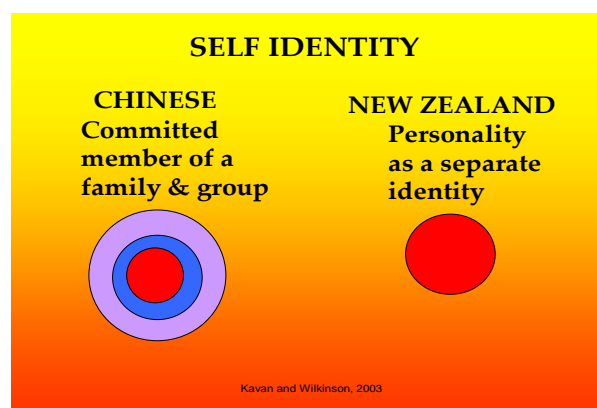 SELF IDENTITY
CHINESE
Committed
member of a
family & group
NEW ZEALAND
Personality
as a separate
identity
Kavan and Wilkinson, 2003